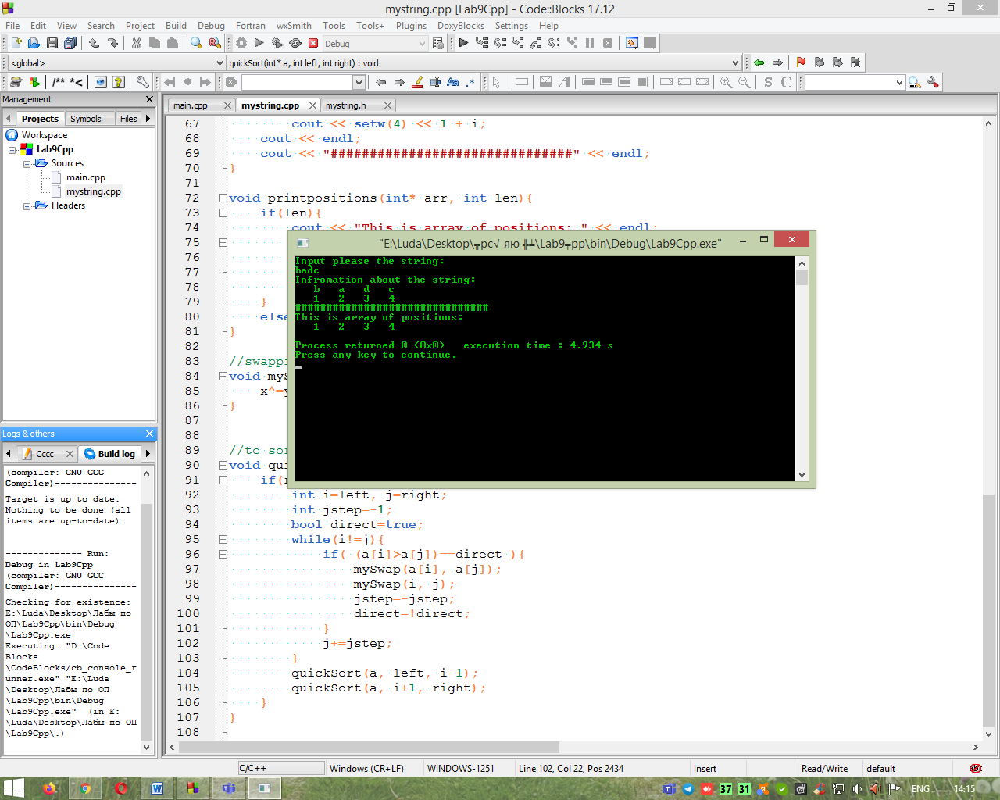 mystring.cpp [Lab9Cpp] - Code::Blocks 17.12
File Edit View Search Project Build Debug Fortran wxSmith Tools Tools+ Plugins DoxyBlocks Settings Help
Debug
<global>
quickSort(int* a, int left, int right) : void
/** *<
Management
Projects Symbols Files
Workspace
Lab9Cpp
Sources
main.cpp
mystring.cpp
Headers
main.cpp mystring.cpp mystring.h
67 cout << setw(4) << 1 + i;
68 cout << endl;
69 cout << "###############################" << endl;
70 }
71
72 void printpositions(int* arr, int len){
73 if(len){
74 cout << "This is array of positions: " << endl;
75
76
77
78
79 }
80 else
81 }
82
83 //swappi
84 void myS
85 x^=y
86 }
87
88
89 //to sor
90 void qui
91 if(r
92 int i=left, j=right;
93 int jstep=-1;
94 bool direct=true;
95 while(i!=j){
96 if( (a[i]>a[j])==direct ){
97 mySwap(a[i], a[j]);
98 mySwap(i, j);
99 jstep=-jstep;
100 direct=!direct;
101 }
102 j+=jstep;
103 }
104 quickSort(a, left, i-1);
105 quickSort(a, i+1, right);
106 }
107 }
108
"E:\Luda\Desktop\╦рс√ яю ╬╧\Lab9╤pp\bin\Debug\Lab9Cpp.exe"
Input please the string:
badc
Infromation about the string:
b a d c
1 2 3 4
###############################
This is array of positions:
1 2 3 4
Process returned 0 (0x0) execution time : 4.934 s
Press any key to continue.
Logs & others
Cccc Build log
(compiler: GNU GCC
Compiler)---------------
Target is up to date.
Nothing to be done (all
items are up-to-date).
-------------- Run:
Debug in Lab9Cpp
(compiler: GNU GCC
Compiler)---------------
Checking for existence:
E:\Luda\Desktop\Лабы по
ОП\Lab9Cpp\bin\Debug
\Lab9Cpp.exe
Executing: "D:\Code
Blocks
\CodeBlocks/cb_console_r
unner.exe" "E:\Luda
\Desktop\Лабы по ОП
\Lab9Cpp\bin\Debug
\Lab9Cpp.exe" (in E:
\Luda\Desktop\Лабы по ОП
\Lab9Cpp\.)
C/C++ Windows (CR+LF) WINDOWS-1251 Line 102, Col 22, Pos 2434 Insert Read/Write default
37 31 ENG 14:15